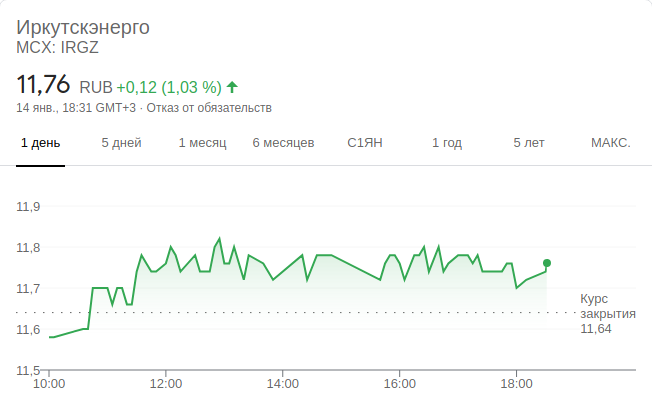 Иркутскэнерго
MCX: IRGZ
11,76 RUB +0,12 (1,03 %)
14 янв., 18:31 GMT+3 · Отказ от обязательств
1 день 5 дней 1 месяц 6 месяцев С1ЯН 1 год 5 лет МАКС.
11,9
11,8
11,7
11,6
11,5
Курс
закрытия
11,64
10:00 12:00 14:00 16:00 18:00